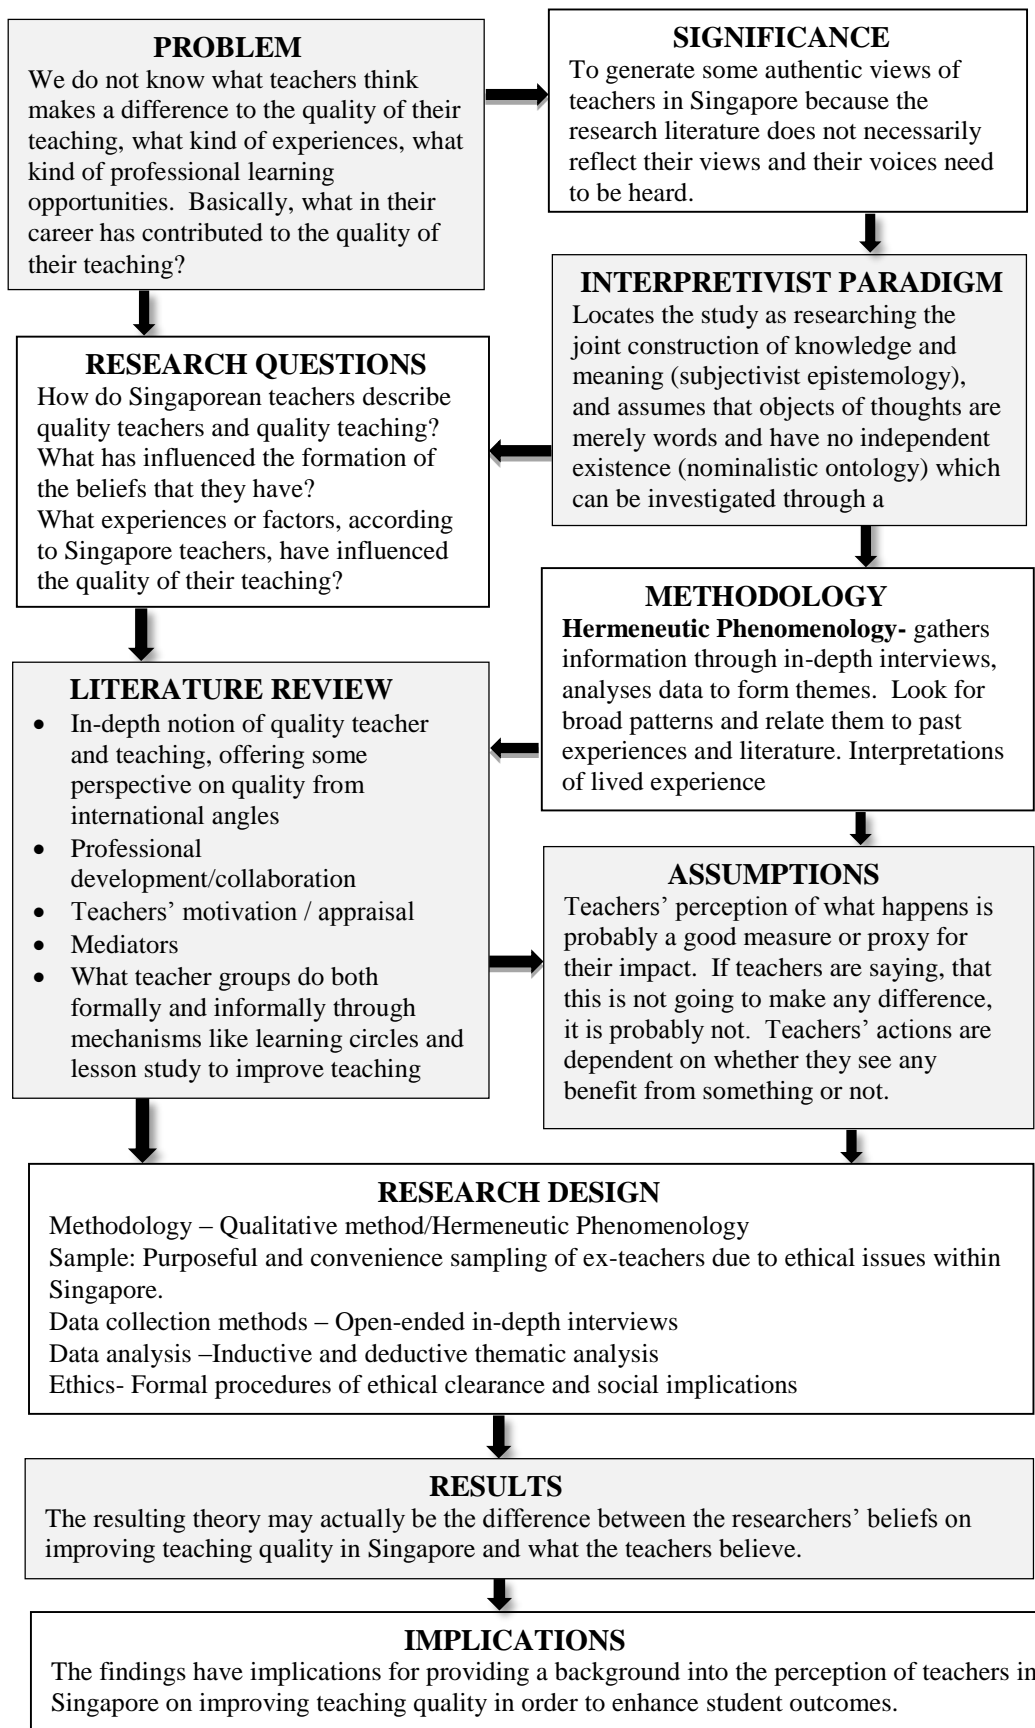 PROBLEM
We do not know what teachers think
makes a difference to the quality of their
teaching, what kind of experiences, what
kind of professional learning
opportunities.  Basically, what in their
career has contributed to the quality of
their teaching?
SIGNIFICANCE
To generate some authentic views of
teachers in Singapore because the
research literature does not necessarily
reflect their views and their voices need
to be heard.
INTERPRETIVIST PARADIGM
Locates the study as researching the
joint construction of knowledge and
meaning (subjectivist epistemology),
and assumes that objects of thoughts are
merely words and have no independent
existence (nominalistic ontology) which
can be investigated through a
RESEARCH QUESTIONS
How do Singaporean teachers describe
quality teachers and quality teaching?
What has influenced the formation of
the beliefs that they have?
What experiences or factors, according
to Singapore teachers, have influenced
the quality of their teaching?
METHODOLOGY
Hermeneutic Phenomenology- gathers
information through in-depth interviews,
analyses data to form themes.  Look for
broad patterns and relate them to past
experiences and literature. Interpretations
of lived experience
LITERATURE REVIEW
• In-depth notion of quality teacher
and teaching, offering some
perspective on quality from
international angles
• Professional
development/collaboration
• Teachers’ motivation / appraisal
• Mediators
• What teacher groups do both
formally and informally through
mechanisms like learning circles and
lesson study to improve teaching
ASSUMPTIONS
Teachers’ perception of what happens is
probably a good measure or proxy for
their impact.  If teachers are saying, that
this is not going to make any difference,
it is probably not.  Teachers’ actions are
dependent on whether they see any
benefit from something or not.
RESEARCH DESIGN
Methodology – Qualitative method/Hermeneutic Phenomenology
Sample: Purposeful and convenience sampling of ex-teachers due to ethical issues within
Singapore.
Data collection methods – Open-ended in-depth interviews
Data analysis –Inductive and deductive thematic analysis
Ethics- Formal procedures of ethical clearance and social implications
RESULTS
The resulting theory may actually be the difference between the researchers’ beliefs on
improving teaching quality in Singapore and what the teachers believe.
IMPLICATIONS
The findings have implications for providing a background into the perception of teachers in
Singapore on improving teaching quality in order to enhance student outcomes.